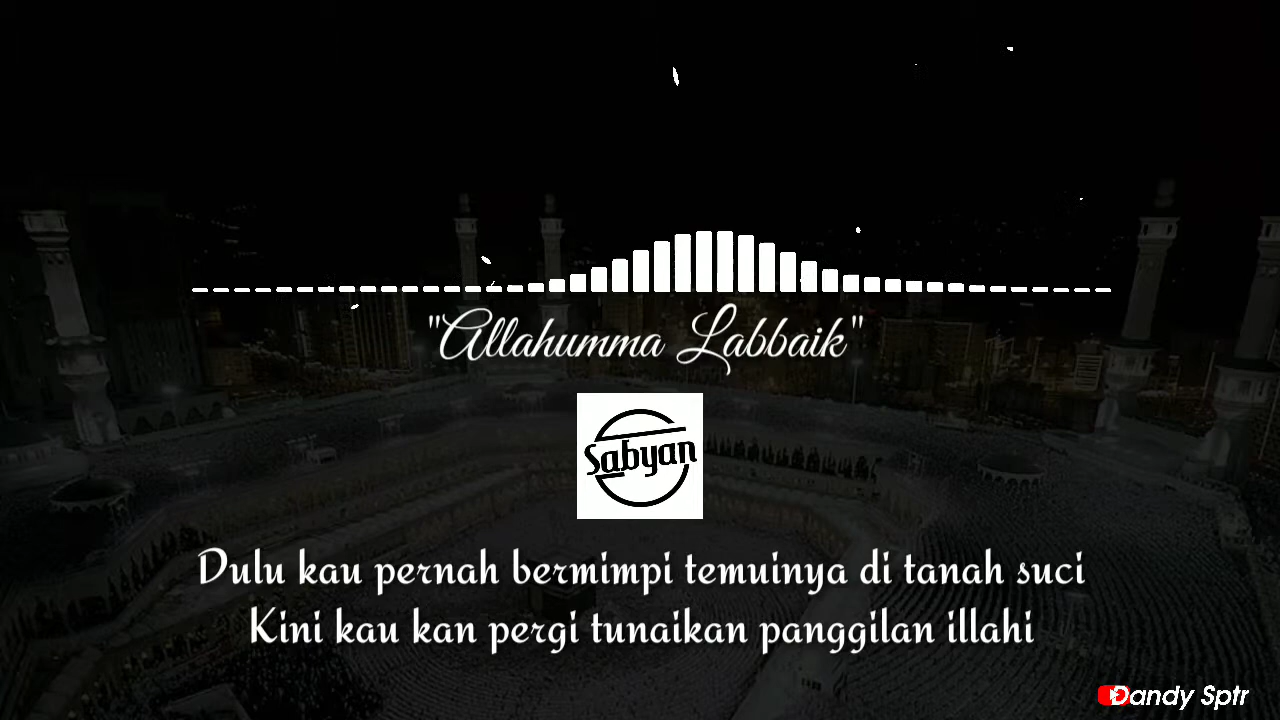 "Allahumma Labbaik"
Sabyan
Dulu kau pernah bermimpi temuinya di tanah suci
Kini kau kan pergi tunaikan panggilan illahi
Dandy Sptr